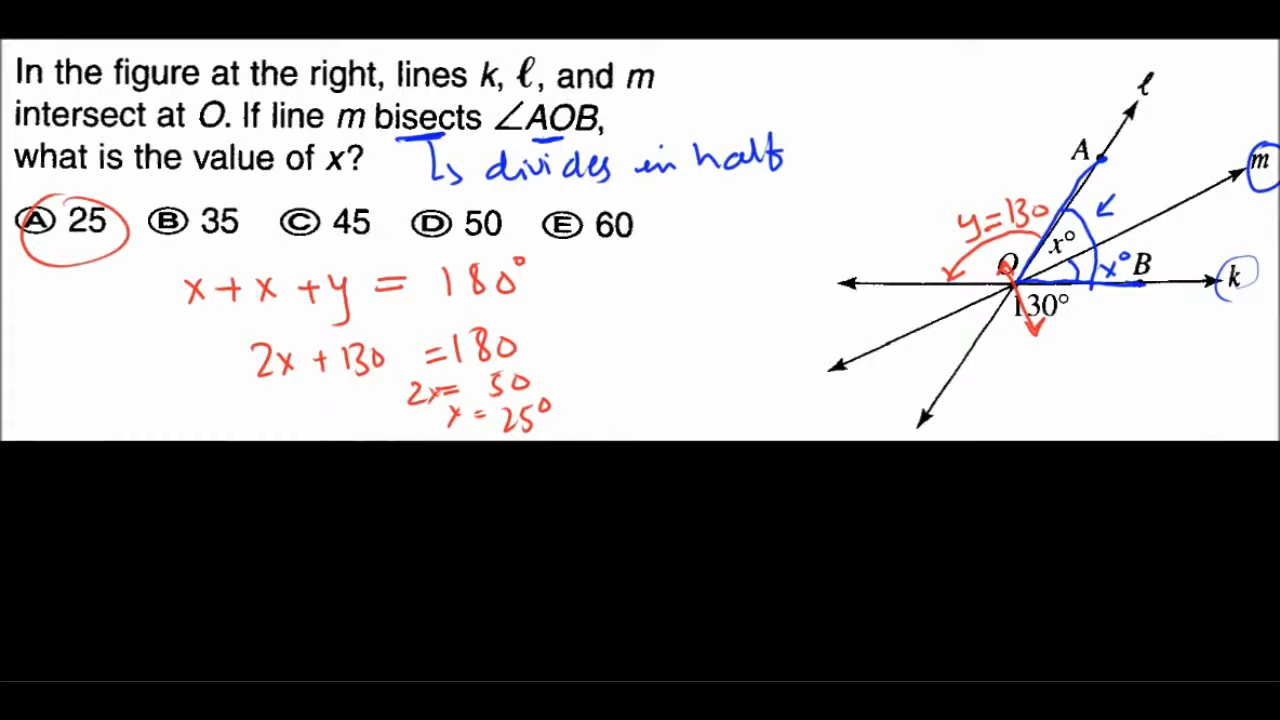 In the figure at the right, lines k, ℓ, and m
intersect at O. If line m bisects ∠AOB,
what is the value of x?
↳ divides in half
Ⓐ 25 Ⓑ 35 Ⓒ 45 Ⓓ 50 Ⓔ 60
x + x + y = 180°
2x + 130 = 180
2x = 50
x = 25°
ℓ
A
m
y = 130
x°
O
x°
B
k
130°